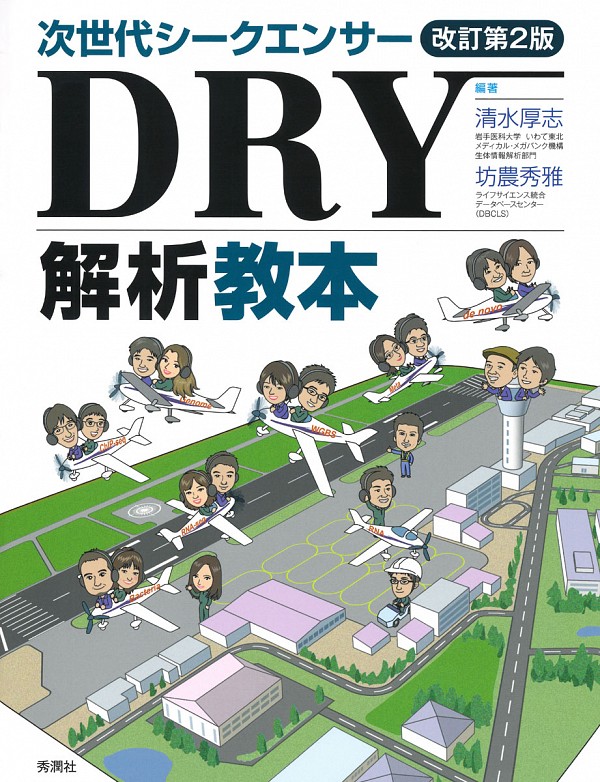 次世代シークエンサー 改訂第2版
DRY
解析教本
編著
清水厚志
岩手医科大学 いわて東北
メディカル・メガバンク機構
生体情報解析部門
坊農秀雅
ライフサイエンス統合
データベースセンター
(DBCLS)
de novo
Genome
WGBS
ChIP-seq
RNA-seq
RNA
Bacteria
秀潤社